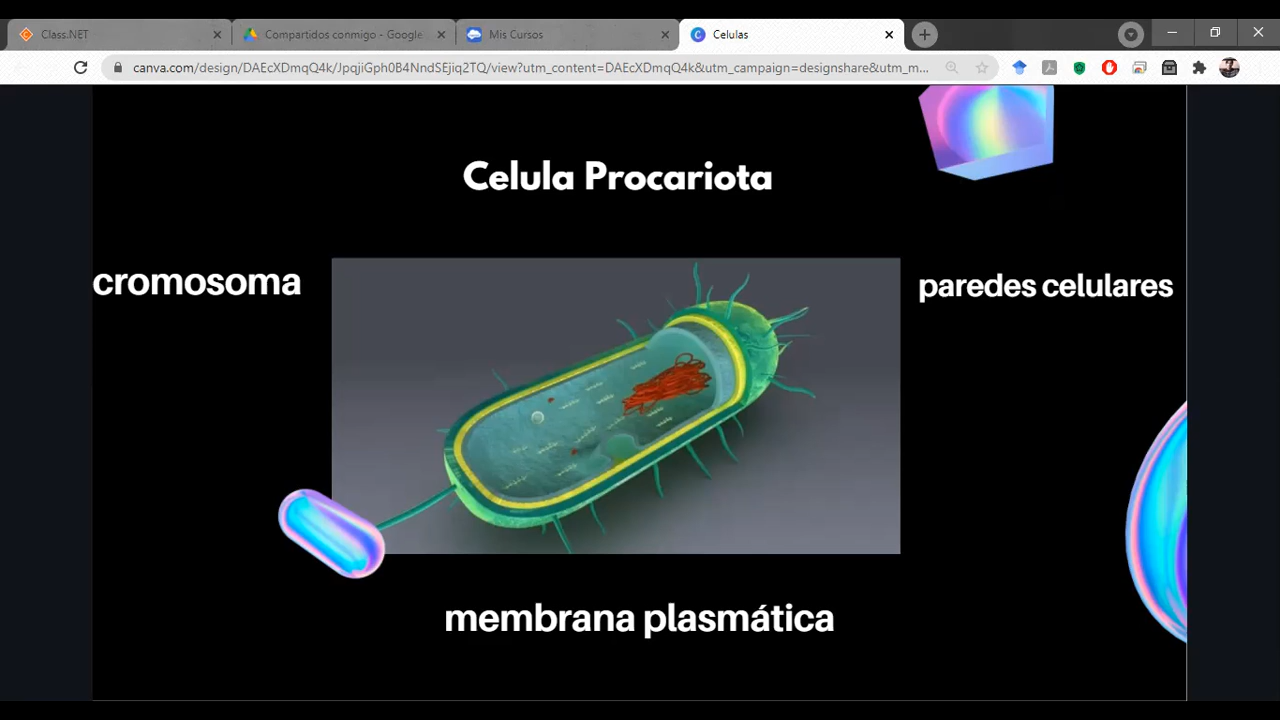 Class.NET
Compartidos conmigo - Google
Mis Cursos
Celulas
canva.com/design/DAEcXDmqQ4k/JpqjiGph0B4NndSEjiq2TQ/view?utm_content=DAEcXDmqQ4k&utm_campaign=designshare&utm_m...
Celula Procariota
cromosoma
paredes celulares
membrana plasmática